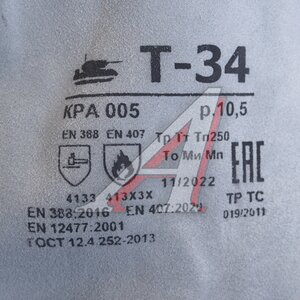 Т-34
КРА 005 р.10,5
EN 388 EN 407 Тр Тт Тп250
То Ми Мп
11/2022 EAC
4133 413X3X ТР ТС
EN 388:2016 EN 407:2020 019/2011
EN 12477:2001
ГОСТ 12.4.252-2013